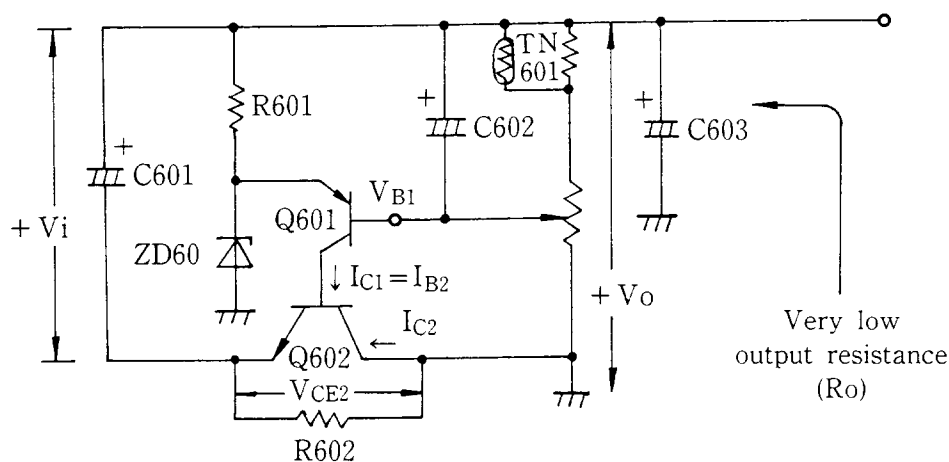 TN
601
R601
+
C602
+
C603
+
C601
V_B1
Q601
+ Vi
ZD60
↓ I_C1 = I_B2
+ Vo
I_C2
←
Q602
Very low
output resistance
(Ro)
V_CE2
R602